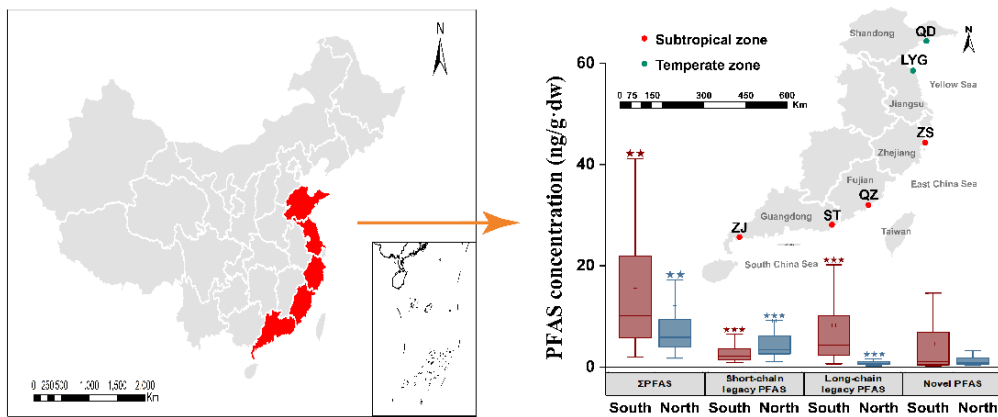 N
0 250500 1,000 1,500 2,000
Km
PFAS concentration (ng/g·dw)
60
40
20
0
Subtropical zone
Temperate zone
0 75 150 300 450 600
Km
N
Shandong
QD
LYG
Yellow Sea
Jiangsu
ZS
Zhejiang
East China Sea
Fujian
QZ
Guangdong
ST
ZJ
Taiwan
South China Sea
★★
★★
★★★
★★★
★★★
★★★
ΣPFAS
Short-chain legacy PFAS
Long-chain legacy PFAS
Novel PFAS
South North South North South North South North